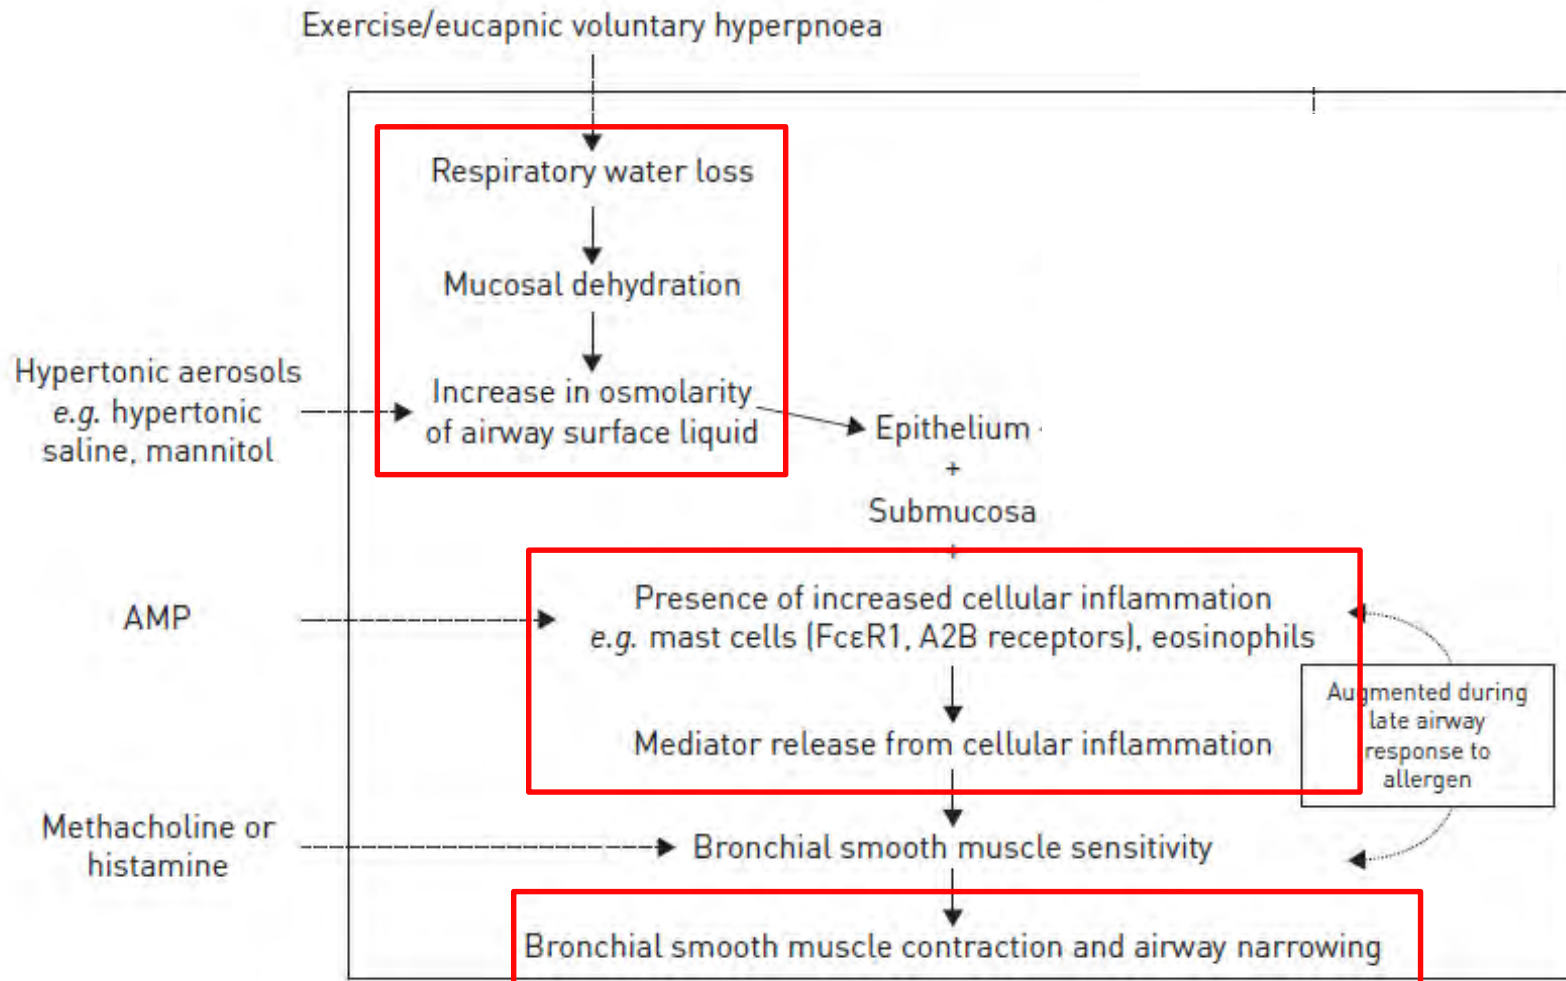 Exercise/eucapnic voluntary hyperpnoea
Respiratory water loss
Mucosal dehydration
Hypertonic aerosols
e.g. hypertonic
saline, mannitol
Increase in osmolarity
of airway surface liquid
Epithelium
+
Submucosa
+
AMP
Presence of increased cellular inflammation
e.g. mast cells (FcεR1, A2B receptors), eosinophils
Augmented during
late airway
response to
allergen
Mediator release from cellular inflammation
Methacholine or
histamine
Bronchial smooth muscle sensitivity
Bronchial smooth muscle contraction and airway narrowing